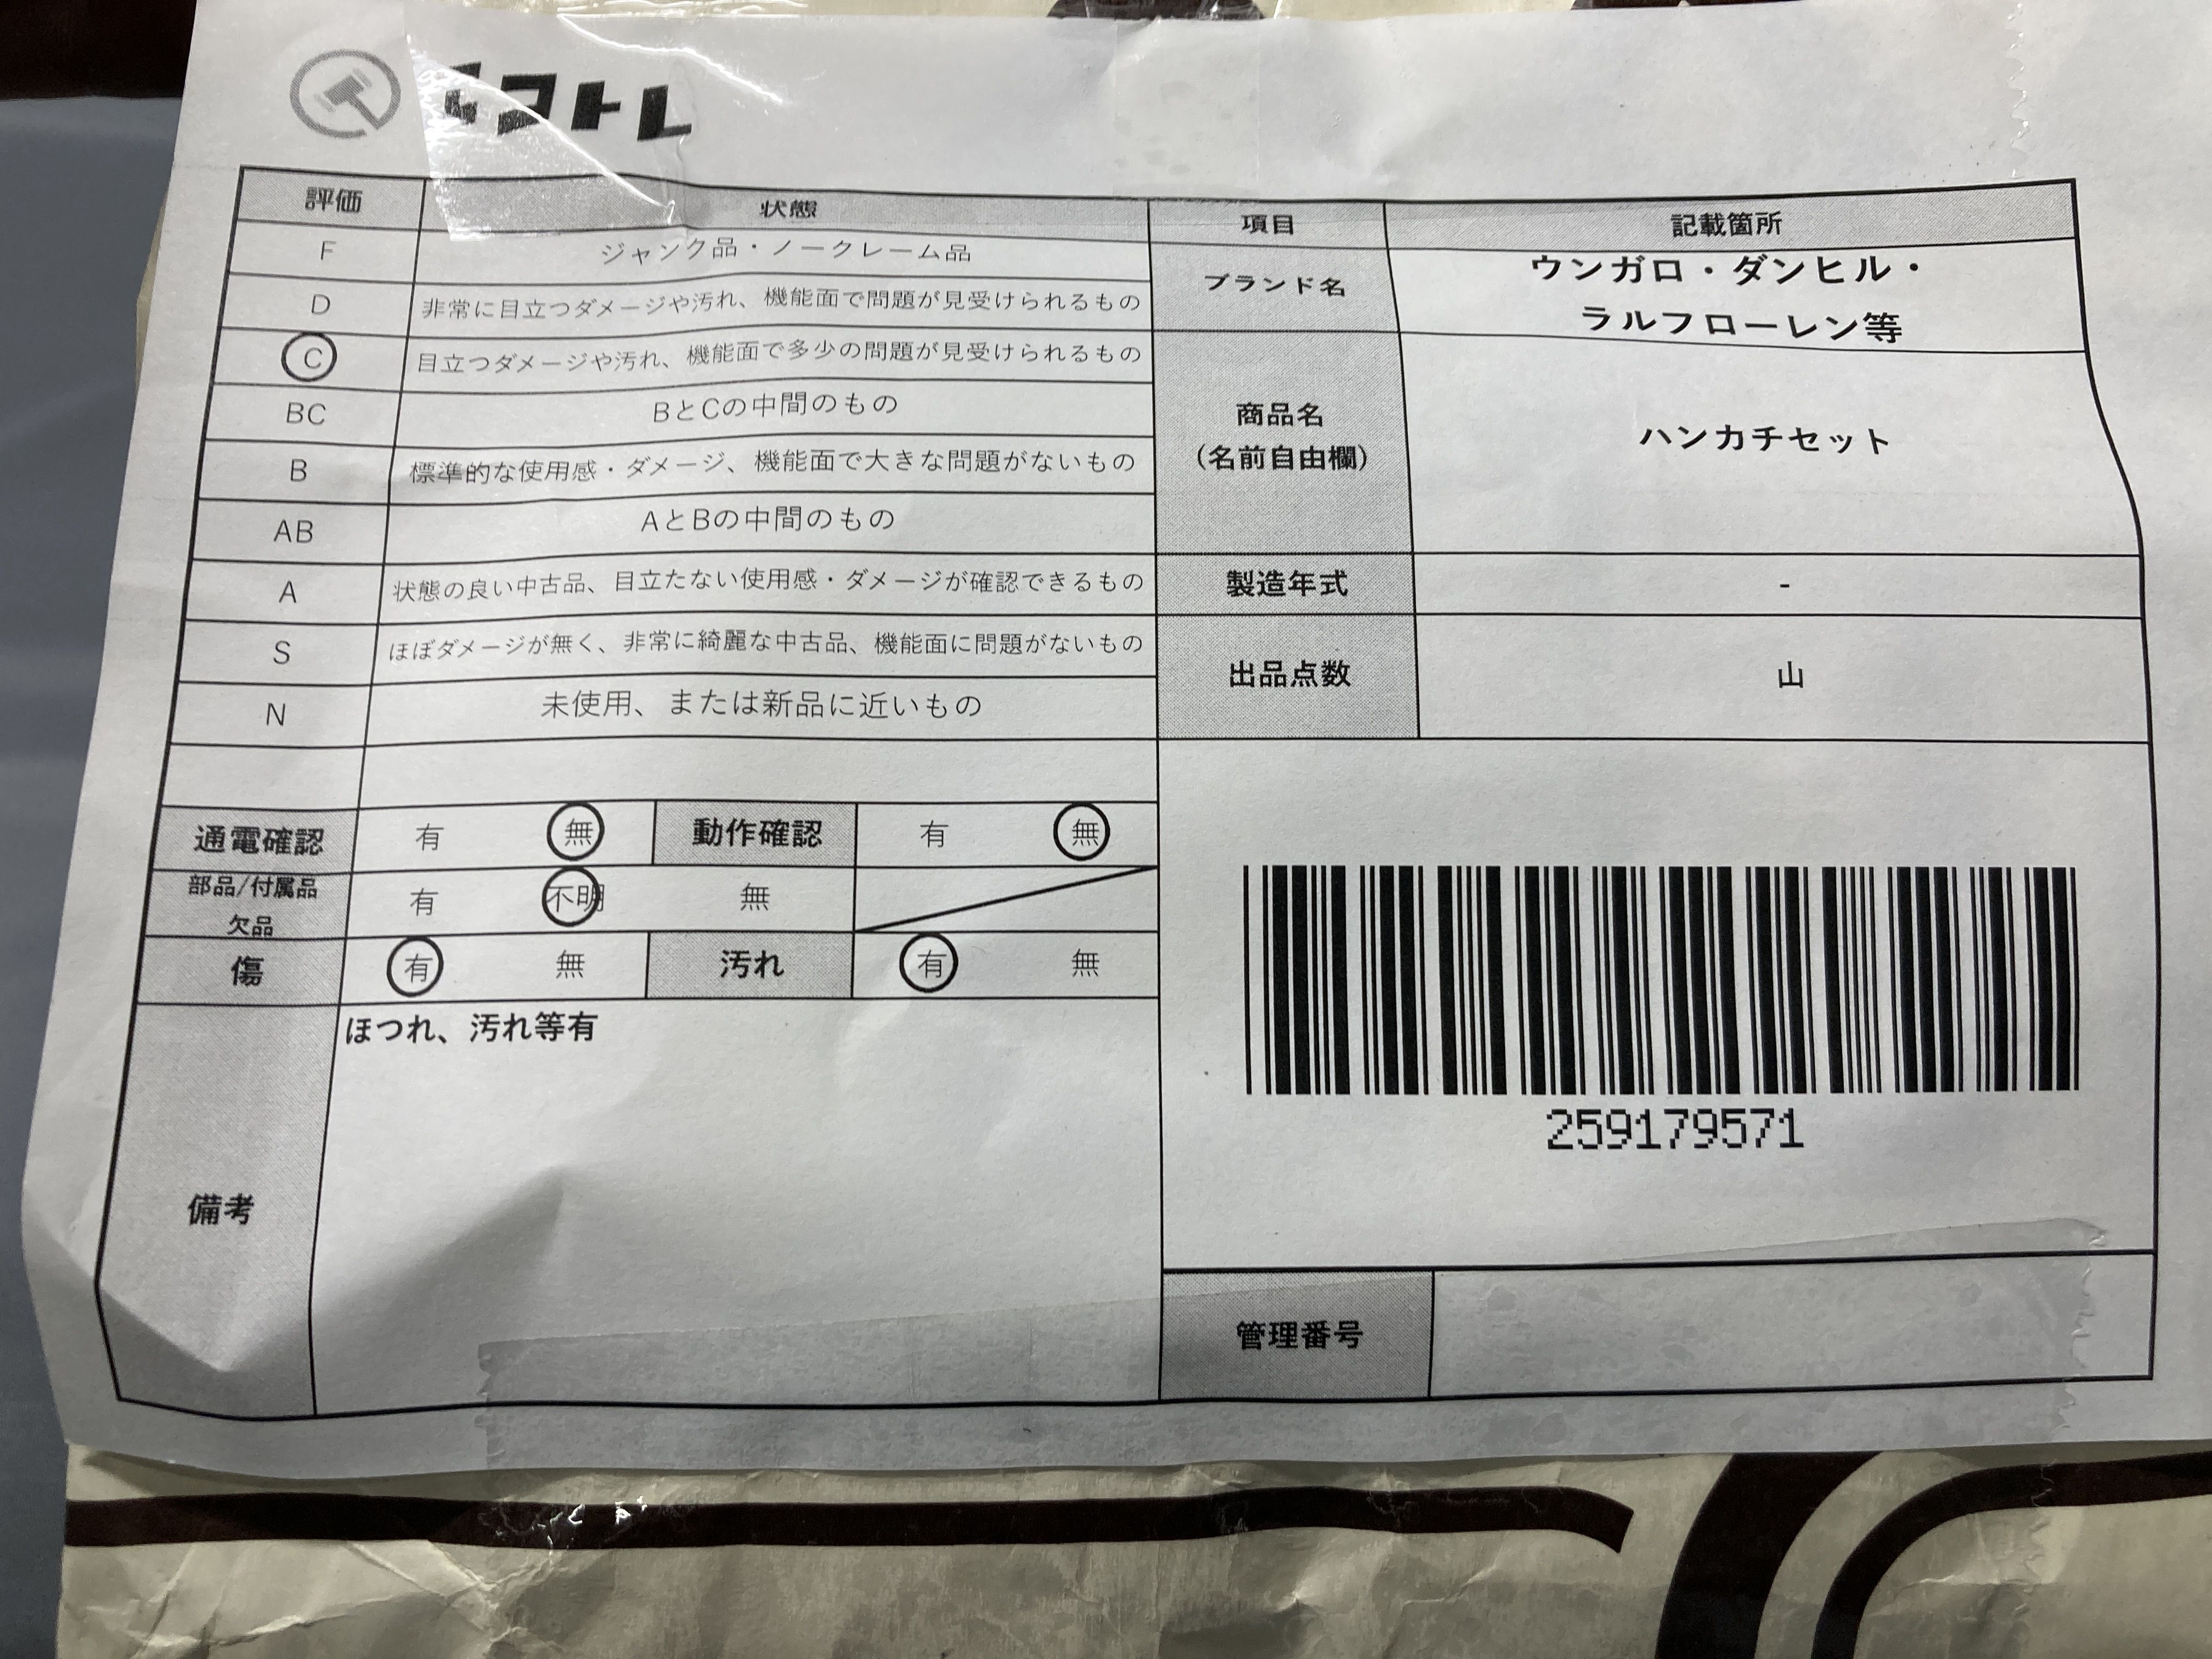 評価 状態
F ジャンク品・ノークレーム品
D 非常に目立つダメージや汚れ、機能面で問題が見受けられるもの
C 目立つダメージや汚れ、機能面で多少の問題が見受けられるもの
BC BとCの中間のもの
B 標準的な使用感・ダメージ、機能面で大きな問題がないもの
AB AとBの中間のもの
A 状態の良い中古品、目立たない使用感・ダメージが確認できるもの
S ほぼダメージが無く、非常に綺麗な中古品、機能面に問題がないもの
N 未使用、または新品に近いもの
通電確認 有 無 動作確認 有 無
部品/付属品
欠品 有 不明 無
傷 有 無 汚れ 有 無
備考 ほつれ、汚れ等有
項目 記載箇所
ブランド名 ウンガロ・ダンヒル・
ラルフローレン等
商品名
(名前自由欄) ハンカチセット
製造年式 -
出品点数 山
259179571
管理番号